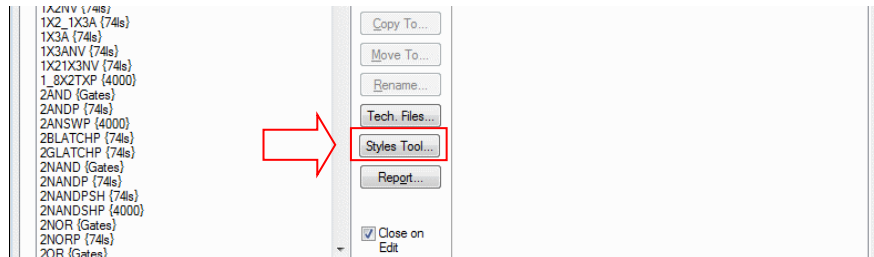 1X2NV {74ls}
1X2_1X3A {74ls}
1X3A {74ls}
1X3ANV {74ls}
1X21X3NV {74ls}
1_8X2TXP {4000}
2AND {Gates}
2ANDP {74ls}
2ANSWP {4000}
2BLATCHP {74ls}
2GLATCHP {74ls}
2NAND {Gates}
2NANDP {74ls}
2NANDPSH {74ls}
2NANDSHP {4000}
2NOR {Gates}
2NORP {74ls}
2OR {Gates}
Copy To...
Move To...
Rename...
Tech. Files...
Styles Tool...
Report...
Close on
Edit